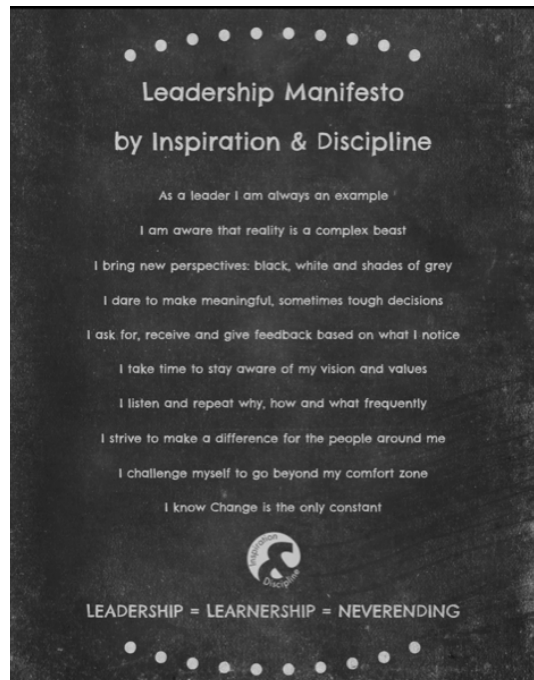 Leadership Manifesto
by Inspiration & Discipline
As a leader I am always an example
I am aware that reality is a complex beast
I bring new perspectives: black, white and shades of grey
I dare to make meaningful, sometimes tough decisions
I ask for, receive and give feedback based on what I notice
I take time to stay aware of my vision and values
I listen and repeat why, how and what frequently
I strive to make a difference for the people around me
I challenge myself to go beyond my comfort zone
I know Change is the only constant
Inspiration
&
Discipline
LEADERSHIP = LEARNERSHIP = NEVERENDING